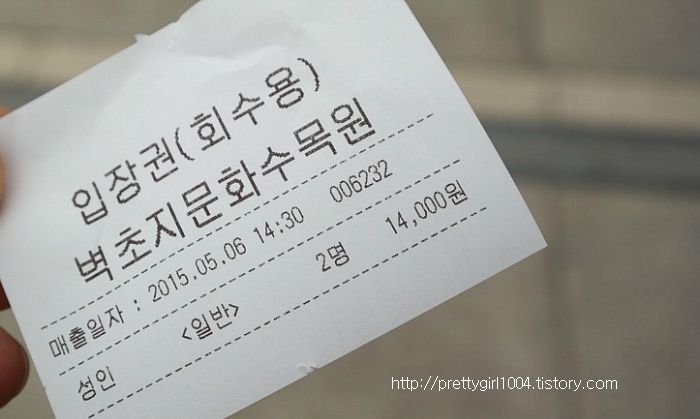 입장권(회수용)
벽초지문화수목원
매출일자 : 2015.05.06 14:30 006232
성인 <일반> 2명 14,000원
http://prettygirl1004.tistory.com